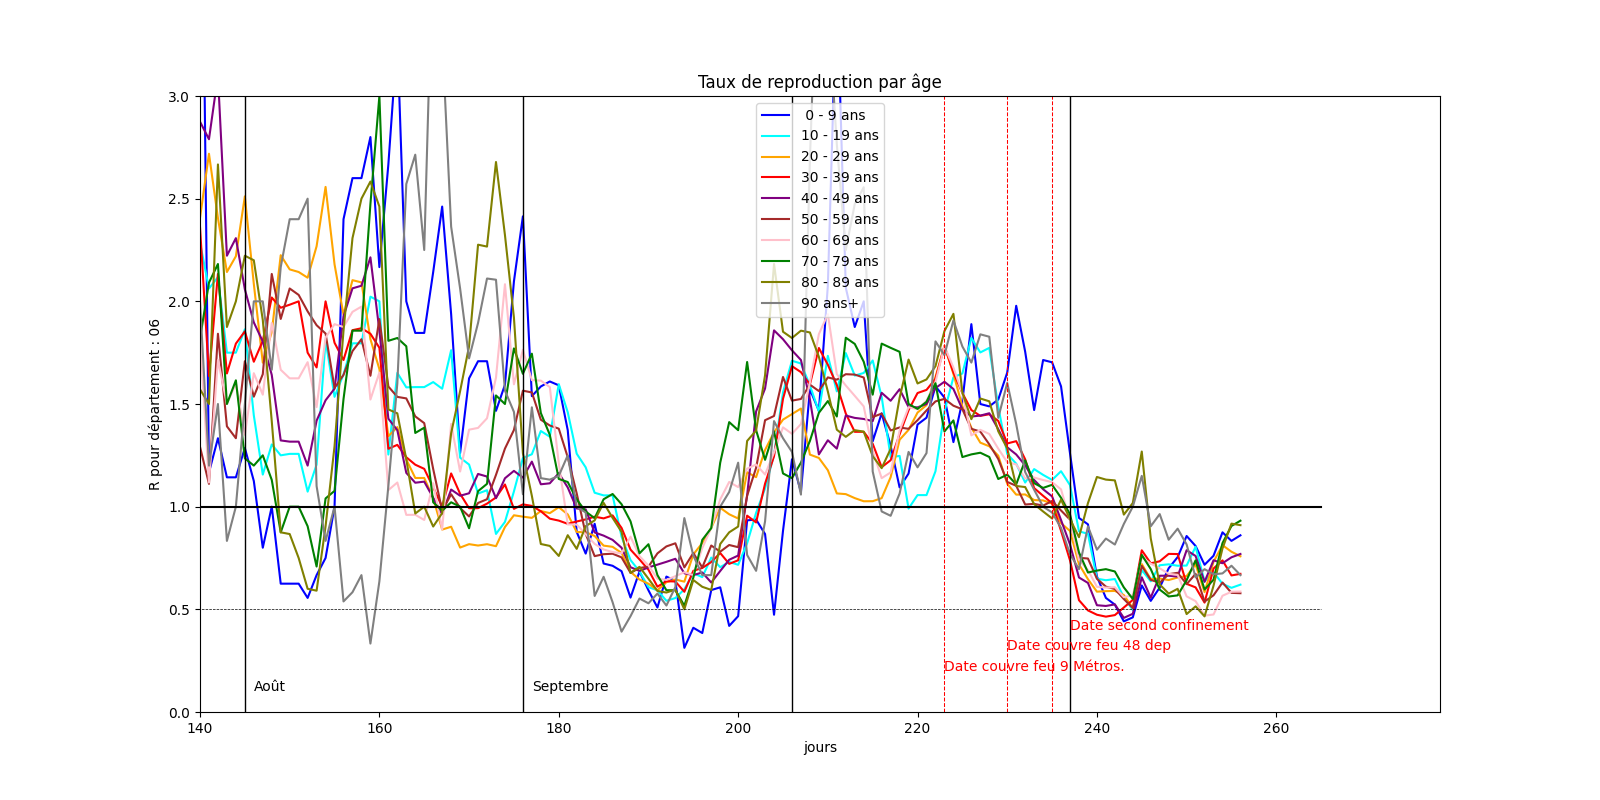 Taux de reproduction par âge
R pour département : 06
3.0
2.5
2.0
1.5
1.0
0.5
0.0
0 - 9 ans
10 - 19 ans
20 - 29 ans
30 - 39 ans
40 - 49 ans
50 - 59 ans
60 - 69 ans
70 - 79 ans
80 - 89 ans
90 ans+
Date second confinement
Date couvre feu 48 dep
Date couvre feu 9 Métros.
Août
Septembre
140
160
180
200
220
240
260
jours